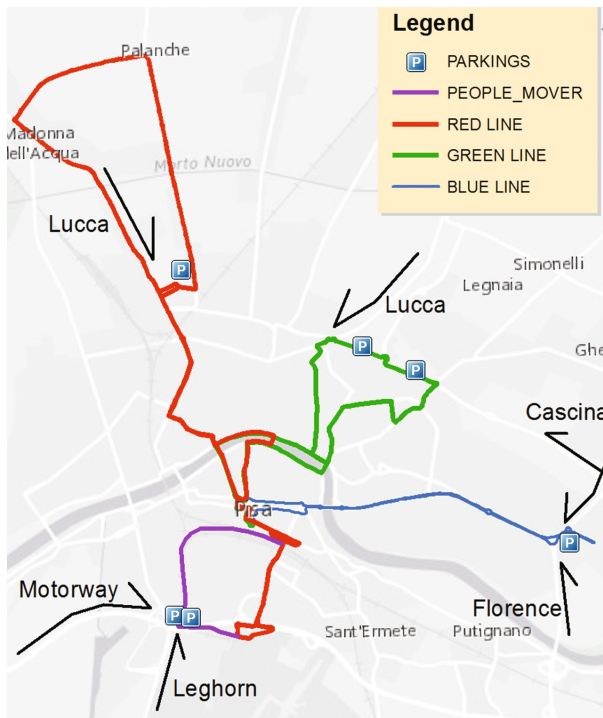 Legend
P PARKINGS
PEOPLE_MOVER
RED LINE
GREEN LINE
BLUE LINE
Palanche
Madonna
dell'Acqua
Morto Nuovo
Lucca
P
Simonelli
Legnaia
Lucca
P
Ghe
P
Cascina
Pisa
P
Motorway
P P
Florence
Sant'Ermete
Putignano
Leghorn